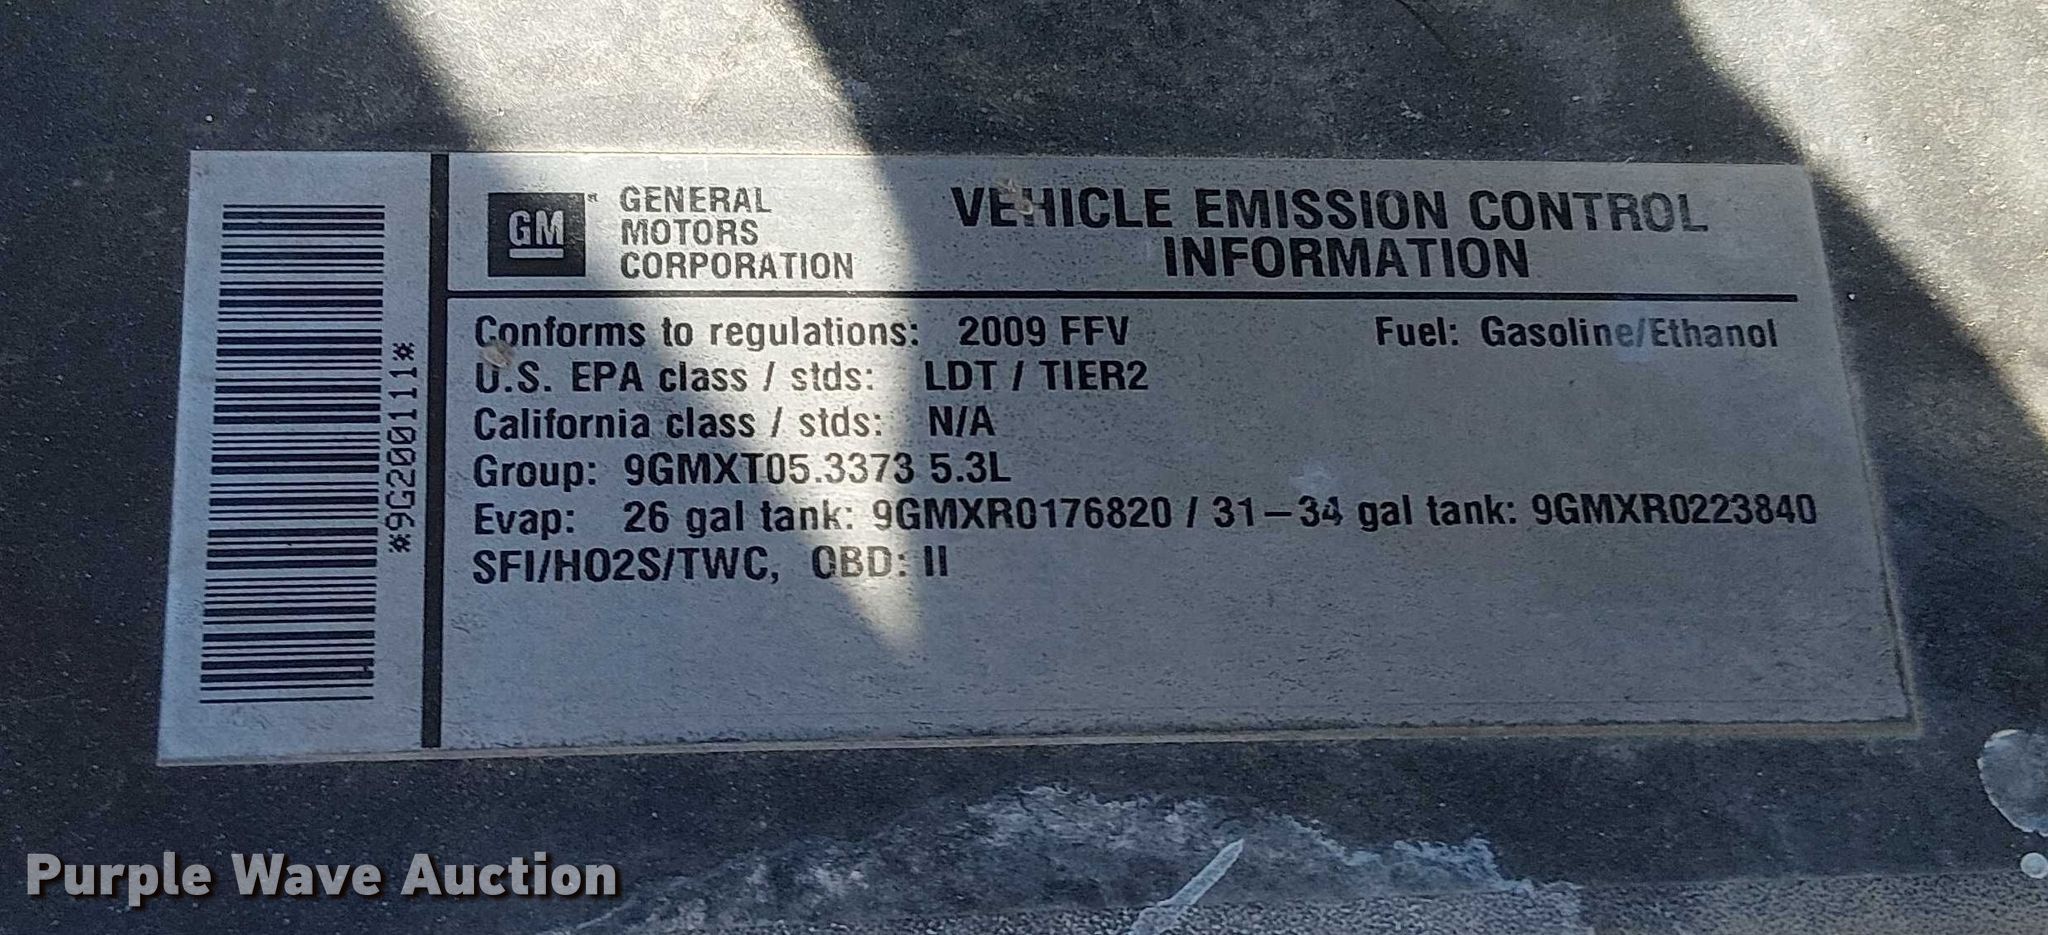 *9G2001111*
GM
GENERAL
MOTORS
CORPORATION
VEHICLE EMISSION CONTROL
INFORMATION
Conforms to regulations: 2009 FFV Fuel: Gasoline/Ethanol
U.S. EPA class / stds: LDT / TIER2
California class / stds: N/A
Group: 9GMXT05.3373 5.3L
Evap: 26 gal tank: 9GMXR0176820 / 31-34 gal tank: 9GMXR0223840
SFI/HO2S/TWC, OBD: II
Purple Wave Auction